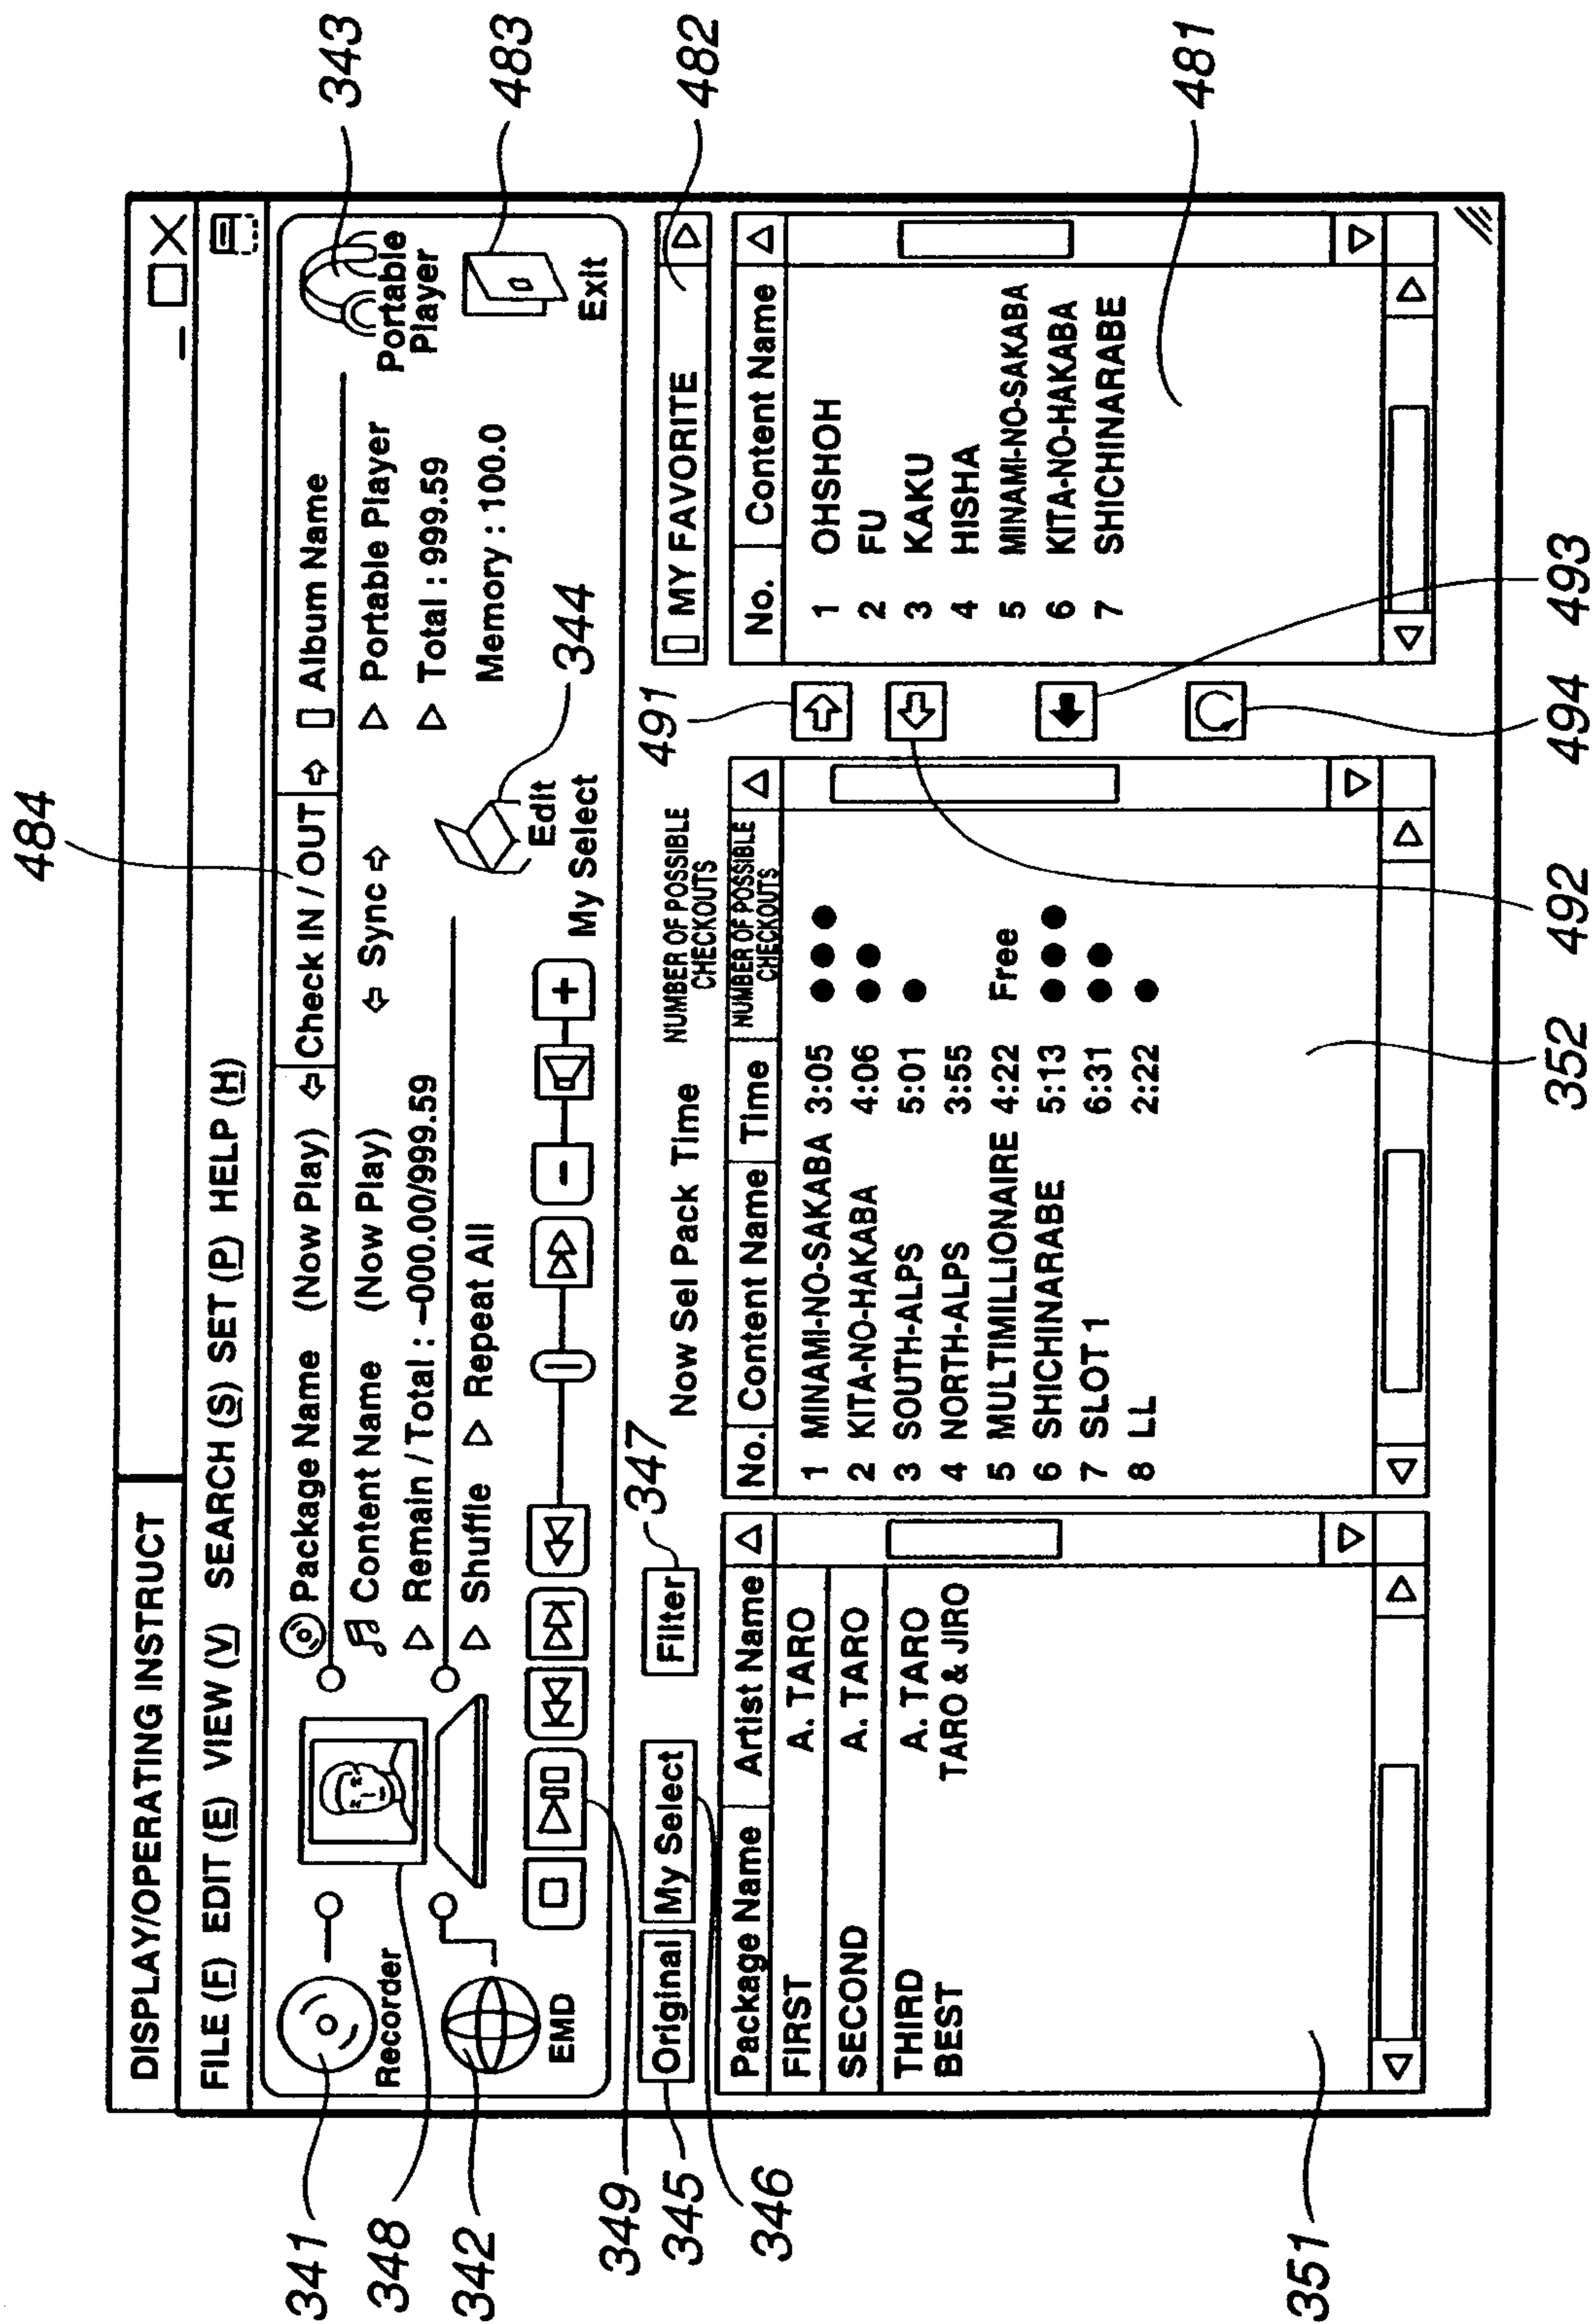 484
DISPLAY/OPERATING INSTRUCT
FILE (F) EDIT (E) VIEW (V) SEARCH (S) SET (P) HELP (H)
341
348
342
349
345
346
351
Recorder
EMD
Package Name (Now Play)
Check IN / OUT
Album Name
Content Name (Now Play)
Sync
Portable Player
Remain / Total : -000.00/999.59
Total : 999.59
Shuffle
Repeat All
Memory : 100.0
Edit
My Select
344
Portable
Player
343
Exit
483
482
- +
Original
My Select
Filter
347
Now Sel Pack Time
NUMBER OF POSSIBLE
CHECKOUTS
491
MY FAVORITE
Package Name Artist Name
FIRST A. TARO
SECOND A. TARO
THIRD A. TARO
BEST TARO & JIRO
No. Content Name Time NUMBER OF POSSIBLE
CHECKOUTS
1 MINAMI-NO-SAKABA 3:05 ●●●
2 KITA-NO-HAKABA 4:06 ●●
3 SOUTH-ALPS 5:01 ●
4 NORTH-ALPS 3:55
5 MULTIMILLIONAIRE 4:22 Free
6 SHICHINARABE 5:13 ●●●
7 SLOT 1 6:31 ●●
8 LL 2:22 ●
No. Content Name
1 OHSHOH
2 FU
3 KAKU
4 HISHA
5 MINAMI-NO-SAKABA
6 KITA-NO-HAKABA
7 SHICHINARABE
481
352
492
494
493